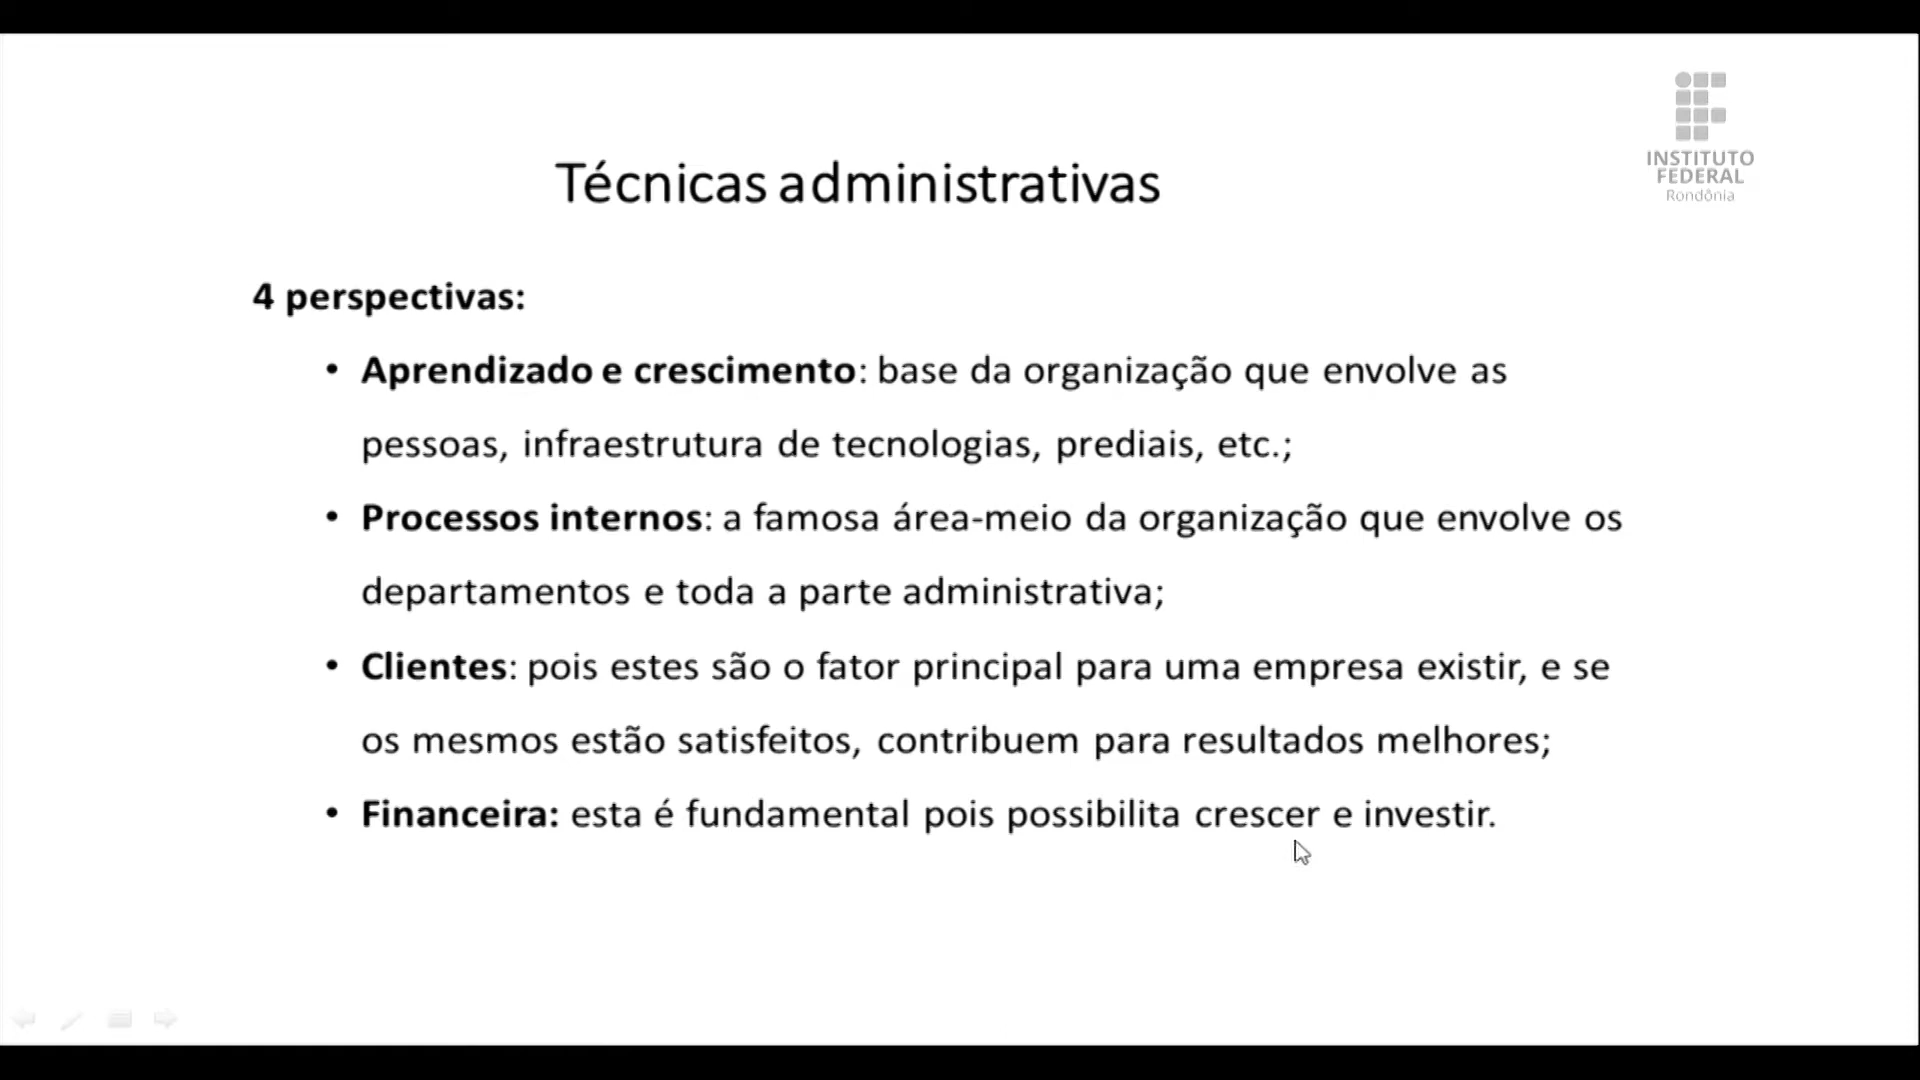 INSTITUTO
FEDERAL
Rondônia
Técnicas administrativas
4 perspectivas:
• Aprendizado e crescimento: base da organização que envolve as
pessoas, infraestrutura de tecnologias, prediais, etc.;
• Processos internos: a famosa área-meio da organização que envolve os
departamentos e toda a parte administrativa;
• Clientes: pois estes são o fator principal para uma empresa existir, e se
os mesmos estão satisfeitos, contribuem para resultados melhores;
• Financeira: esta é fundamental pois possibilita crescer e investir.